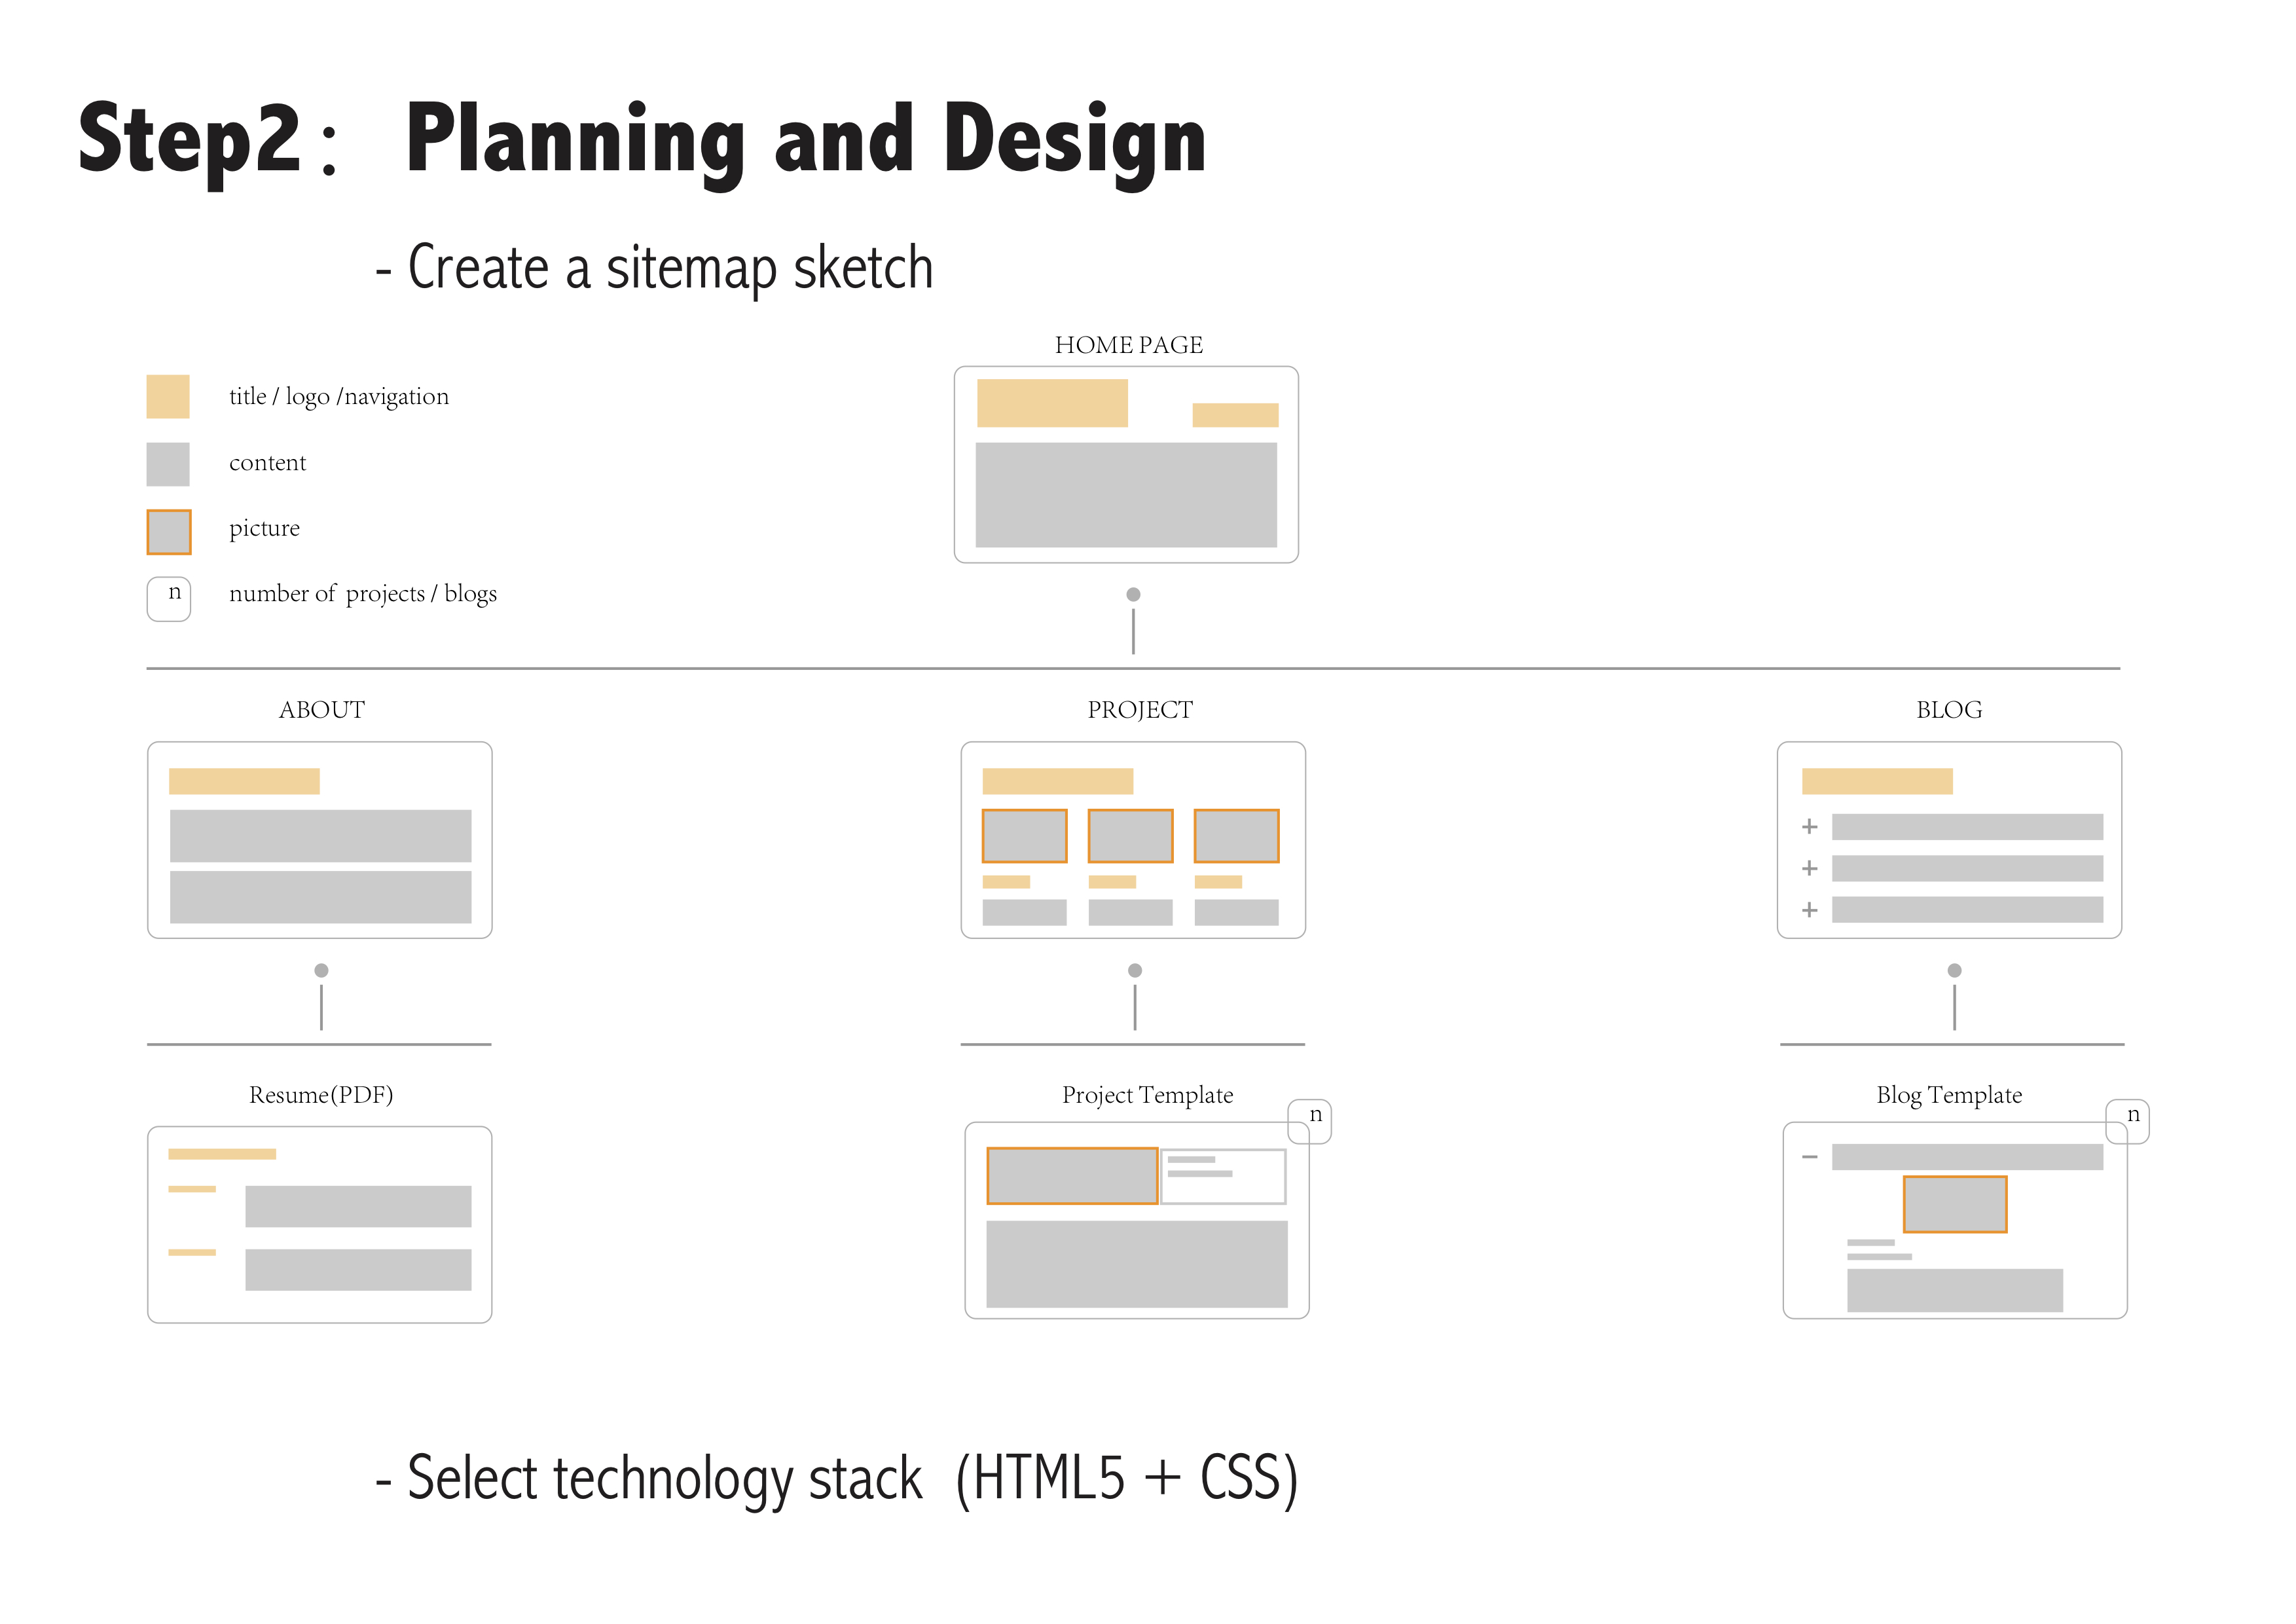 Step2： Planning and Design
- Create a sitemap sketch
HOME PAGE
title / logo /navigation
content
picture
n number of projects / blogs
ABOUT PROJECT BLOG
+
+
+
Resume(PDF) Project Template Blog Template
n n
−
- Select technology stack (HTML5 + CSS)